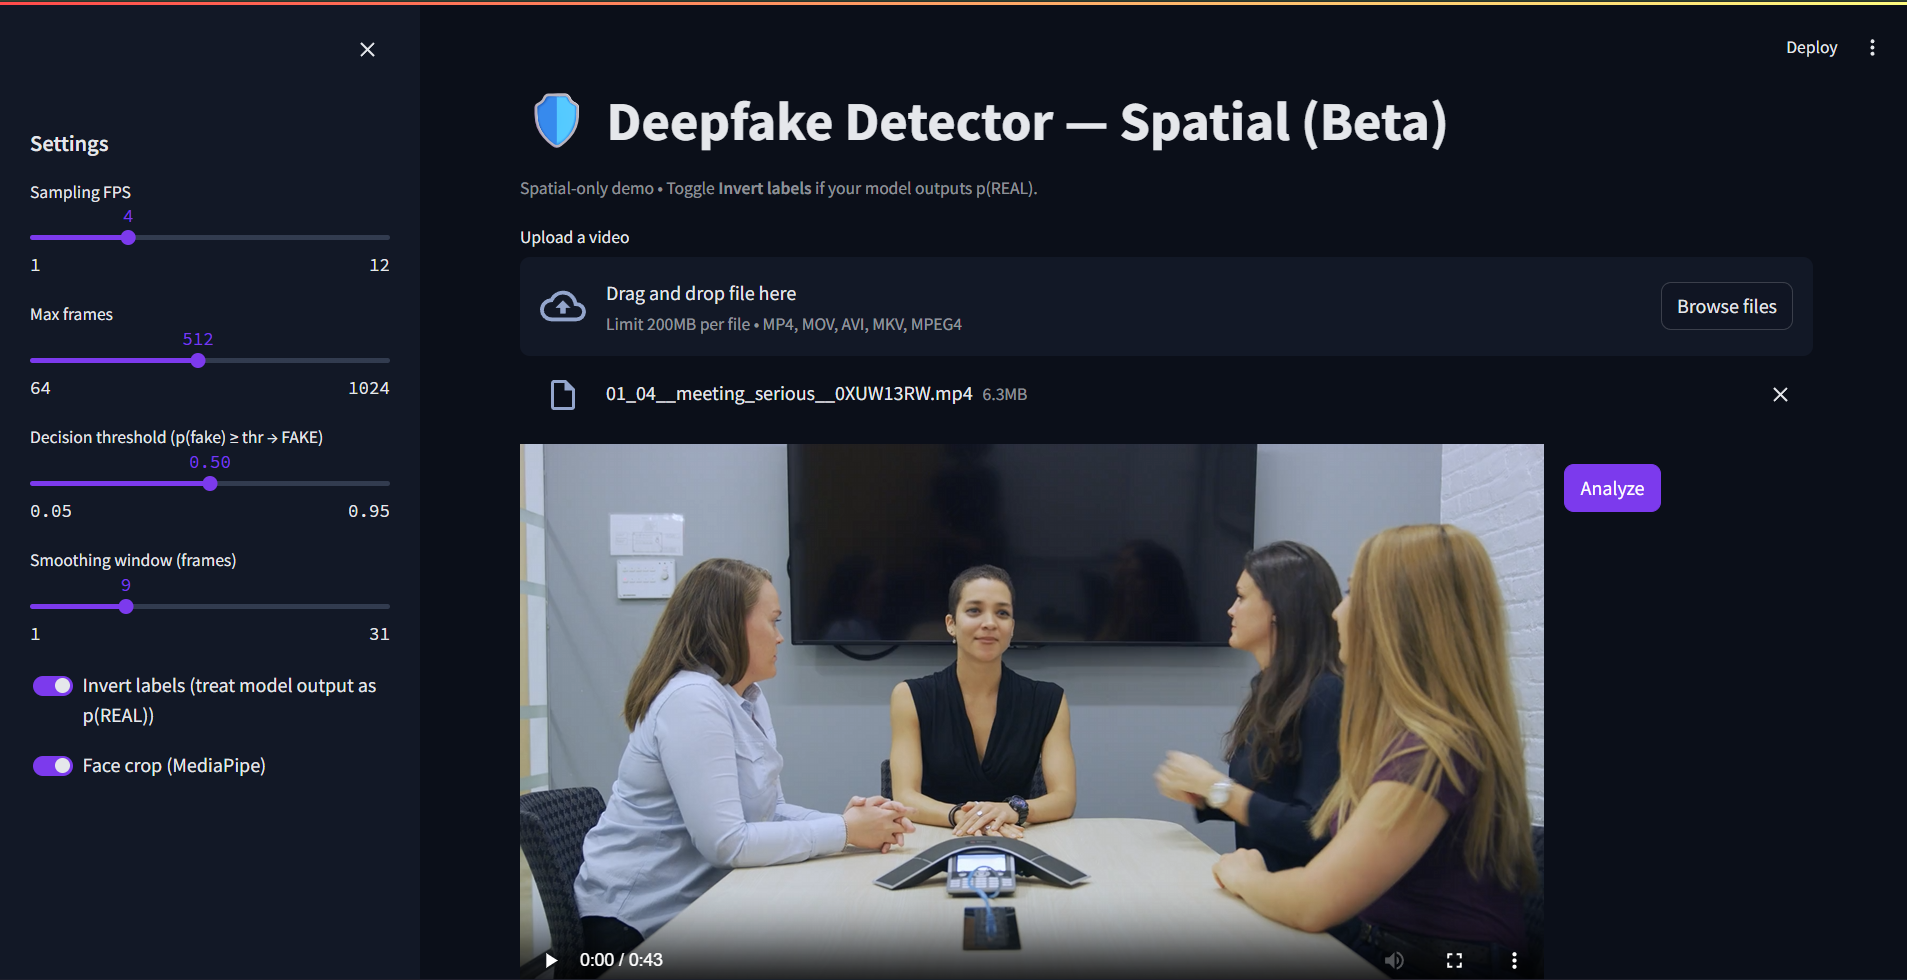 Deploy
Settings
Sampling FPS
4
1 12
Max frames
512
64 1024
Decision threshold (p(fake) ≥ thr → FAKE)
0.50
0.05 0.95
Smoothing window (frames)
9
1 31
Invert labels (treat model output as
p(REAL))
Face crop (MediaPipe)
Deepfake Detector — Spatial (Beta)
Spatial-only demo • Toggle Invert labels if your model outputs p(REAL).
Upload a video
Drag and drop file here
Limit 200MB per file • MP4, MOV, AVI, MKV, MPEG4
Browse files
01_04__meeting_serious__0XUW13RW.mp4 6.3MB
Analyze
0:00 / 0:43